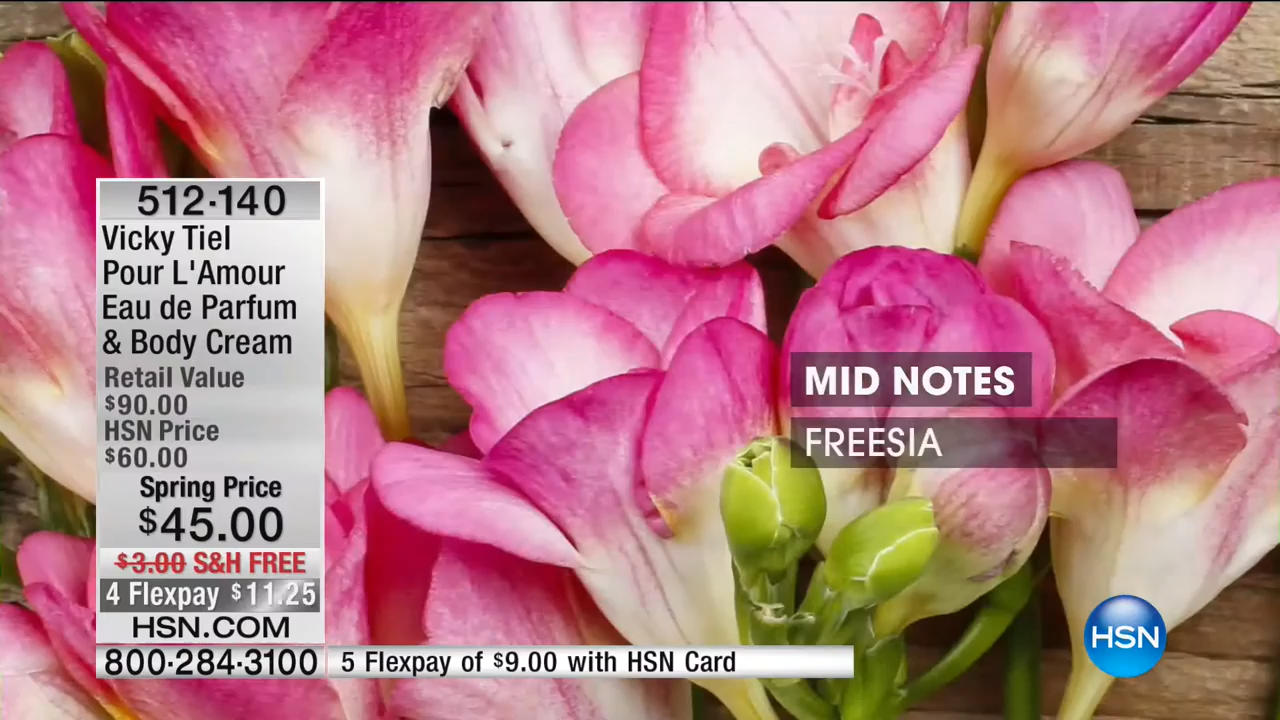 512·140
Vicky Tiel
Pour L'Amour
Eau de Parfum
& Body Cream
Retail Value
$90.00
HSN Price
$60.00
Spring Price
$45.00
$3.00 S&H FREE
4 Flexpay $11.25
HSN.COM
800·284·3100
5 Flexpay of $9.00 with HSN Card
MID NOTES
FREESIA
HSN